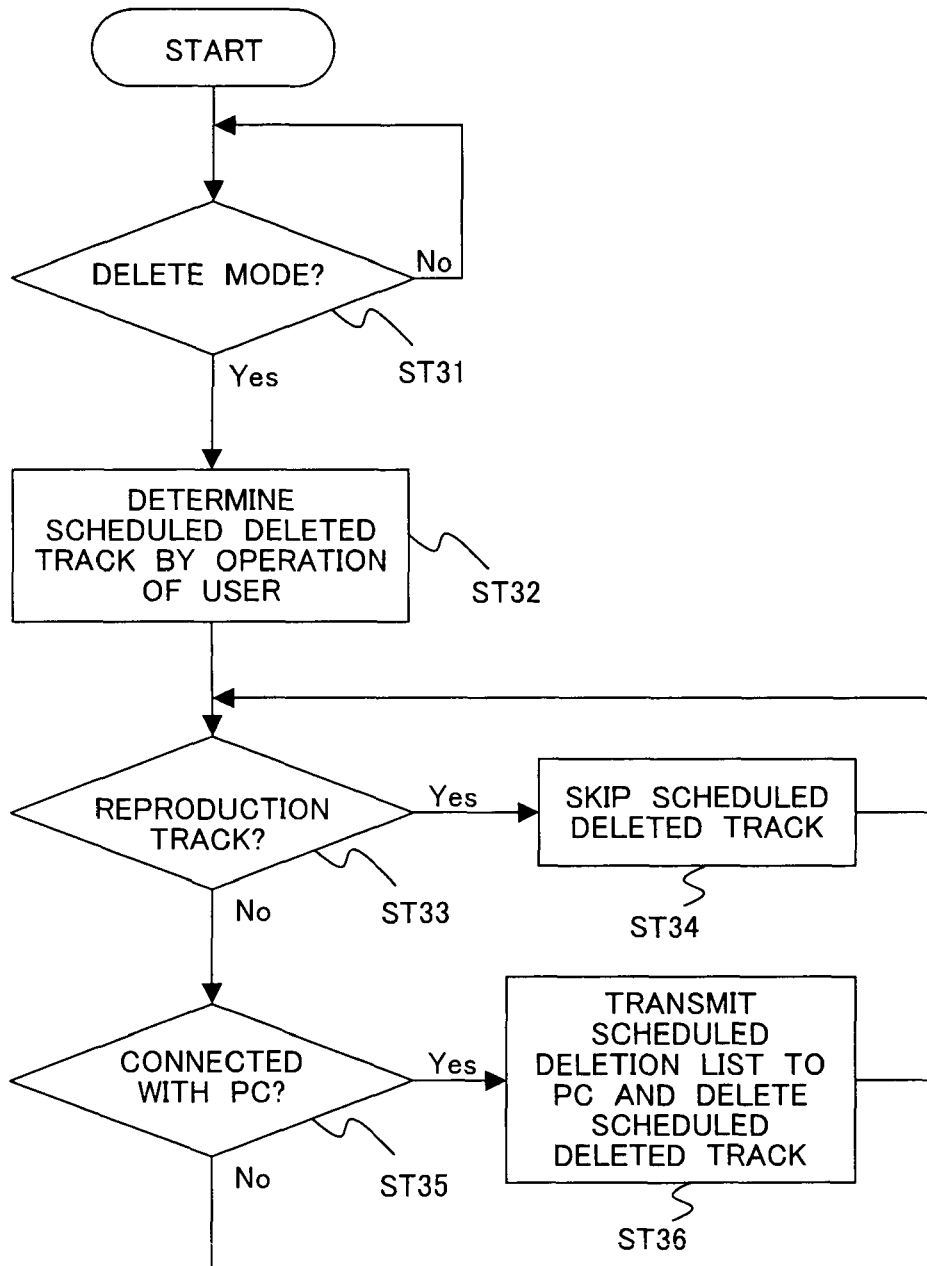 START
DELETE MODE?
No
ST31
Yes
DETERMINE
SCHEDULED DELETED
TRACK BY OPERATION
OF USER
ST32
REPRODUCTION
TRACK?
Yes
SKIP SCHEDULED
DELETED TRACK
ST33
No
ST34
CONNECTED
WITH PC?
Yes
TRANSMIT
SCHEDULED
DELETION LIST TO
PC AND DELETE
SCHEDULED
DELETED TRACK
ST35
No
ST36